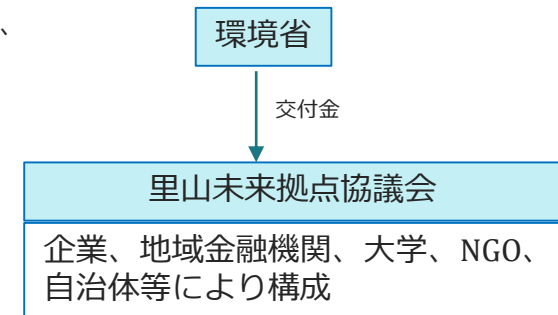 、
環境省
交付金
里山未来拠点協議会
企業、地域金融機関、大学、NGO、
自治体等により構成